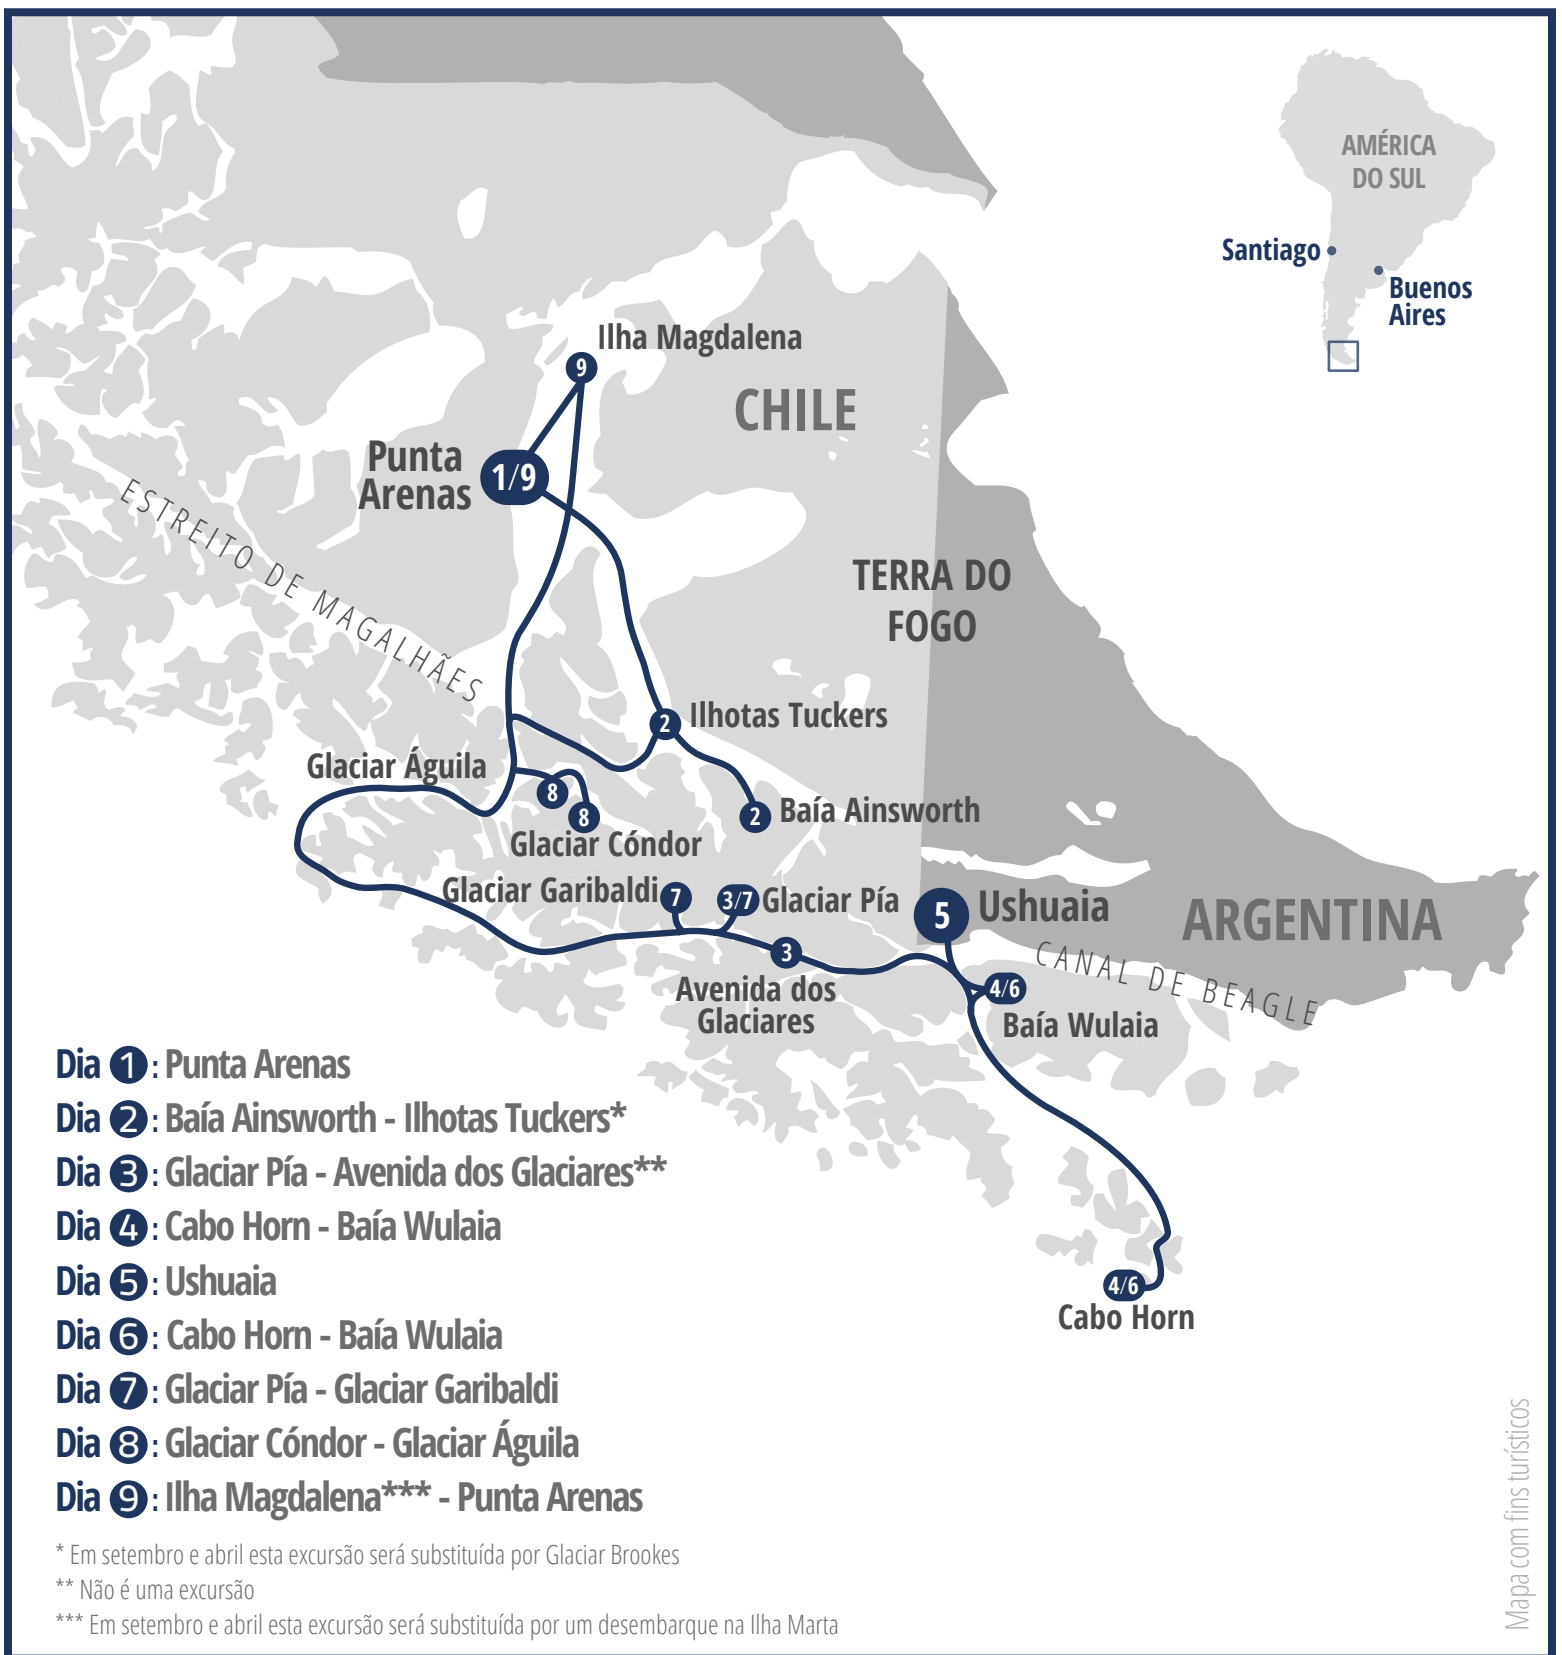 AMÉRICA
DO SUL
Santiago
Buenos
Aires
Ilha Magdalena
9
CHILE
Punta
Arenas
1/9
ESTREITO DE MAGALHÃES
TERRA DO
FOGO
2
Ilhotas Tuckers
Glaciar Águila
8
8
Glaciar Cóndor
2
Baía Ainsworth
Glaciar Garibaldi
7
3/7
Glaciar Pía
5
Ushuaia
ARGENTINA
CANAL DE BEAGLE
3
Avenida dos
Glaciares
4/6
Baía Wulaia
4/6
Cabo Horn
Dia 1: Punta Arenas
Dia 2: Baía Ainsworth - Ilhotas Tuckers*
Dia 3: Glaciar Pía - Avenida dos Glaciares**
Dia 4: Cabo Horn - Baía Wulaia
Dia 5: Ushuaia
Dia 6: Cabo Horn - Baía Wulaia
Dia 7: Glaciar Pía - Glaciar Garibaldi
Dia 8: Glaciar Cóndor - Glaciar Águila
Dia 9: Ilha Magdalena*** - Punta Arenas
* Em setembro e abril esta excursão será substituída por Glaciar Brookes
** Não é uma excursão
*** Em setembro e abril esta excursão será substituída por um desembarque na Ilha Marta
Mapa com fins turísticos